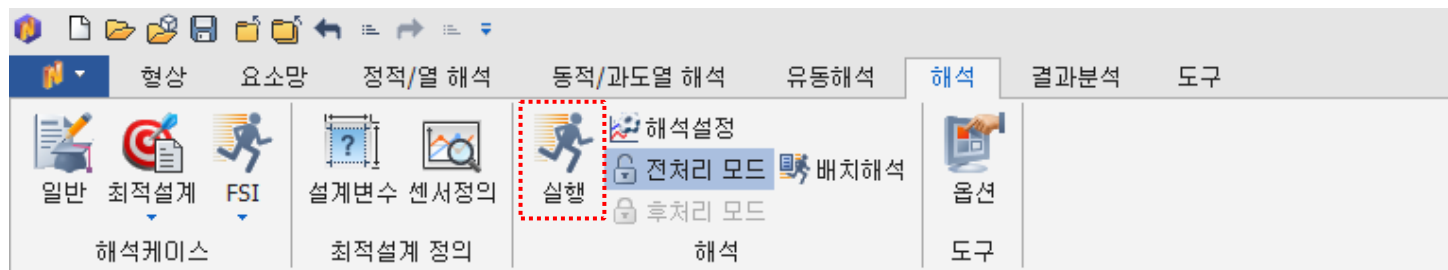 형상 요소망 정적/열 해석 동적/과도열 해석 유동해석 해석 결과분석 도구
일반 최적설계 FSI
해석케이스
설계변수 센서정의
최적설계 정의
실행
해석설정
전처리 모드
후처리 모드
배치해석
해석
옵션
도구